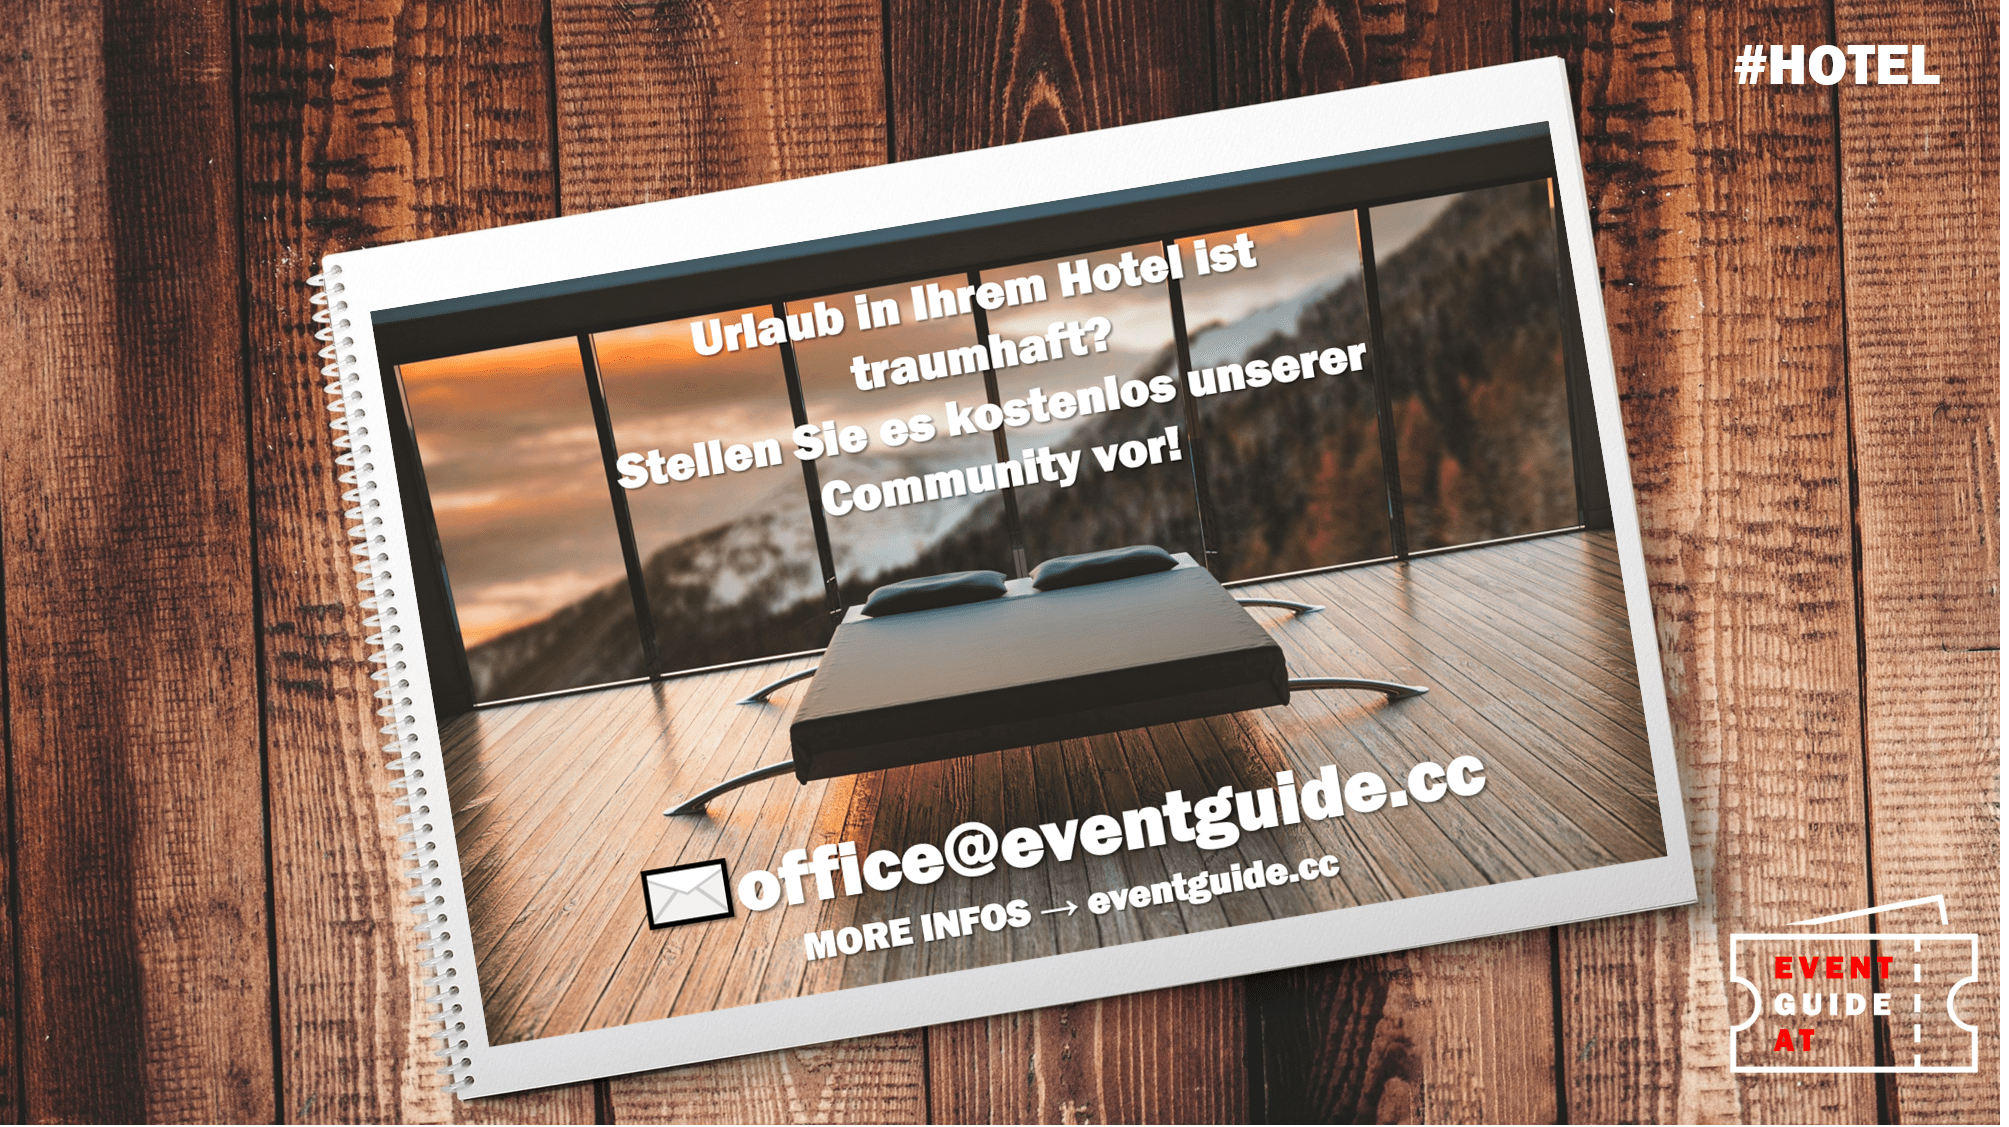 #HOTEL
Urlaub in Ihrem Hotel ist
traumhaft?
Stellen Sie es kostenlos unserer
Community vor!
office@eventguide.cc
MORE INFOS → eventguide.cc
EVENT
GUIDE
AT